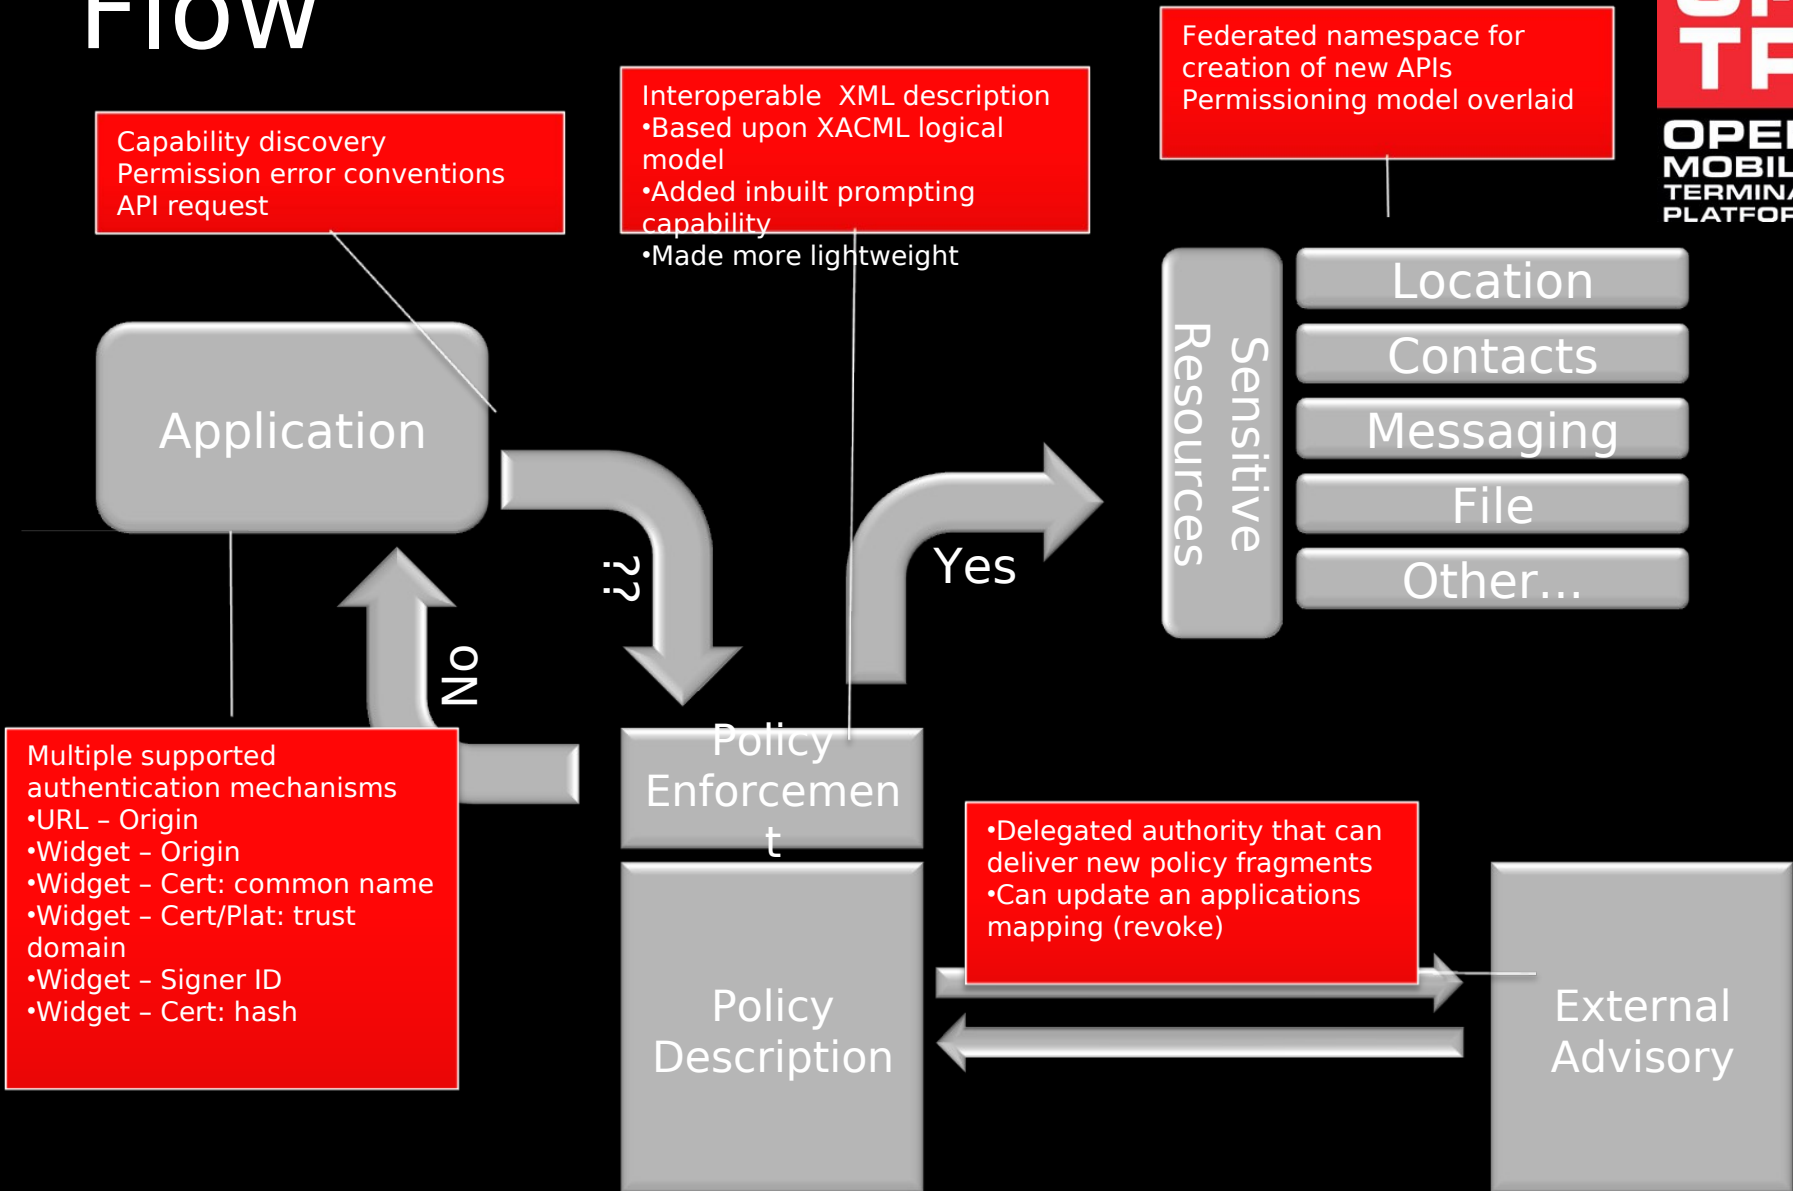 Flow
Federated namespace for
creation of new APIs
Permissioning model overlaid
Interoperable  XML description
•Based upon XACML logical
model
•Added inbuilt prompting
capability
•Made more lightweight
Capability discovery
Permission error conventions
API request
OPE
MOBIL
TERMINA
PLATFOR
Application
??
No
Yes
Sensitive
Resources
Location
Contacts
Messaging
File
Other...
Multiple supported
authentication mechanisms
•URL – Origin
•Widget – Origin
•Widget – Cert: common name
•Widget – Cert/Plat: trust
domain
•Widget – Signer ID
•Widget – Cert: hash
Policy
Enforcemen
t
•Delegated authority that can
deliver new policy fragments
•Can update an applications
mapping (revoke)
Policy
Description
External
Advisory